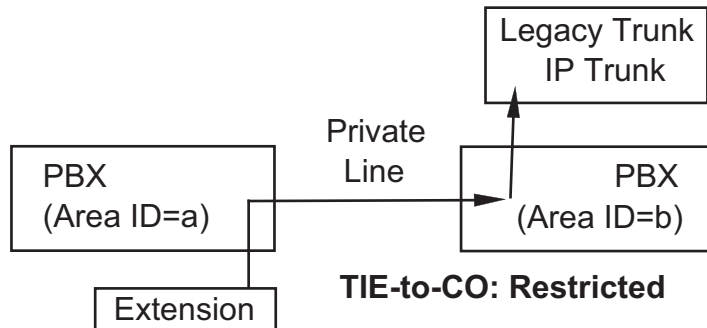 Legacy Trunk
IP Trunk
Private
Line
PBX
(Area ID=a)
PBX
(Area ID=b)
TIE-to-CO: Restricted
Extension